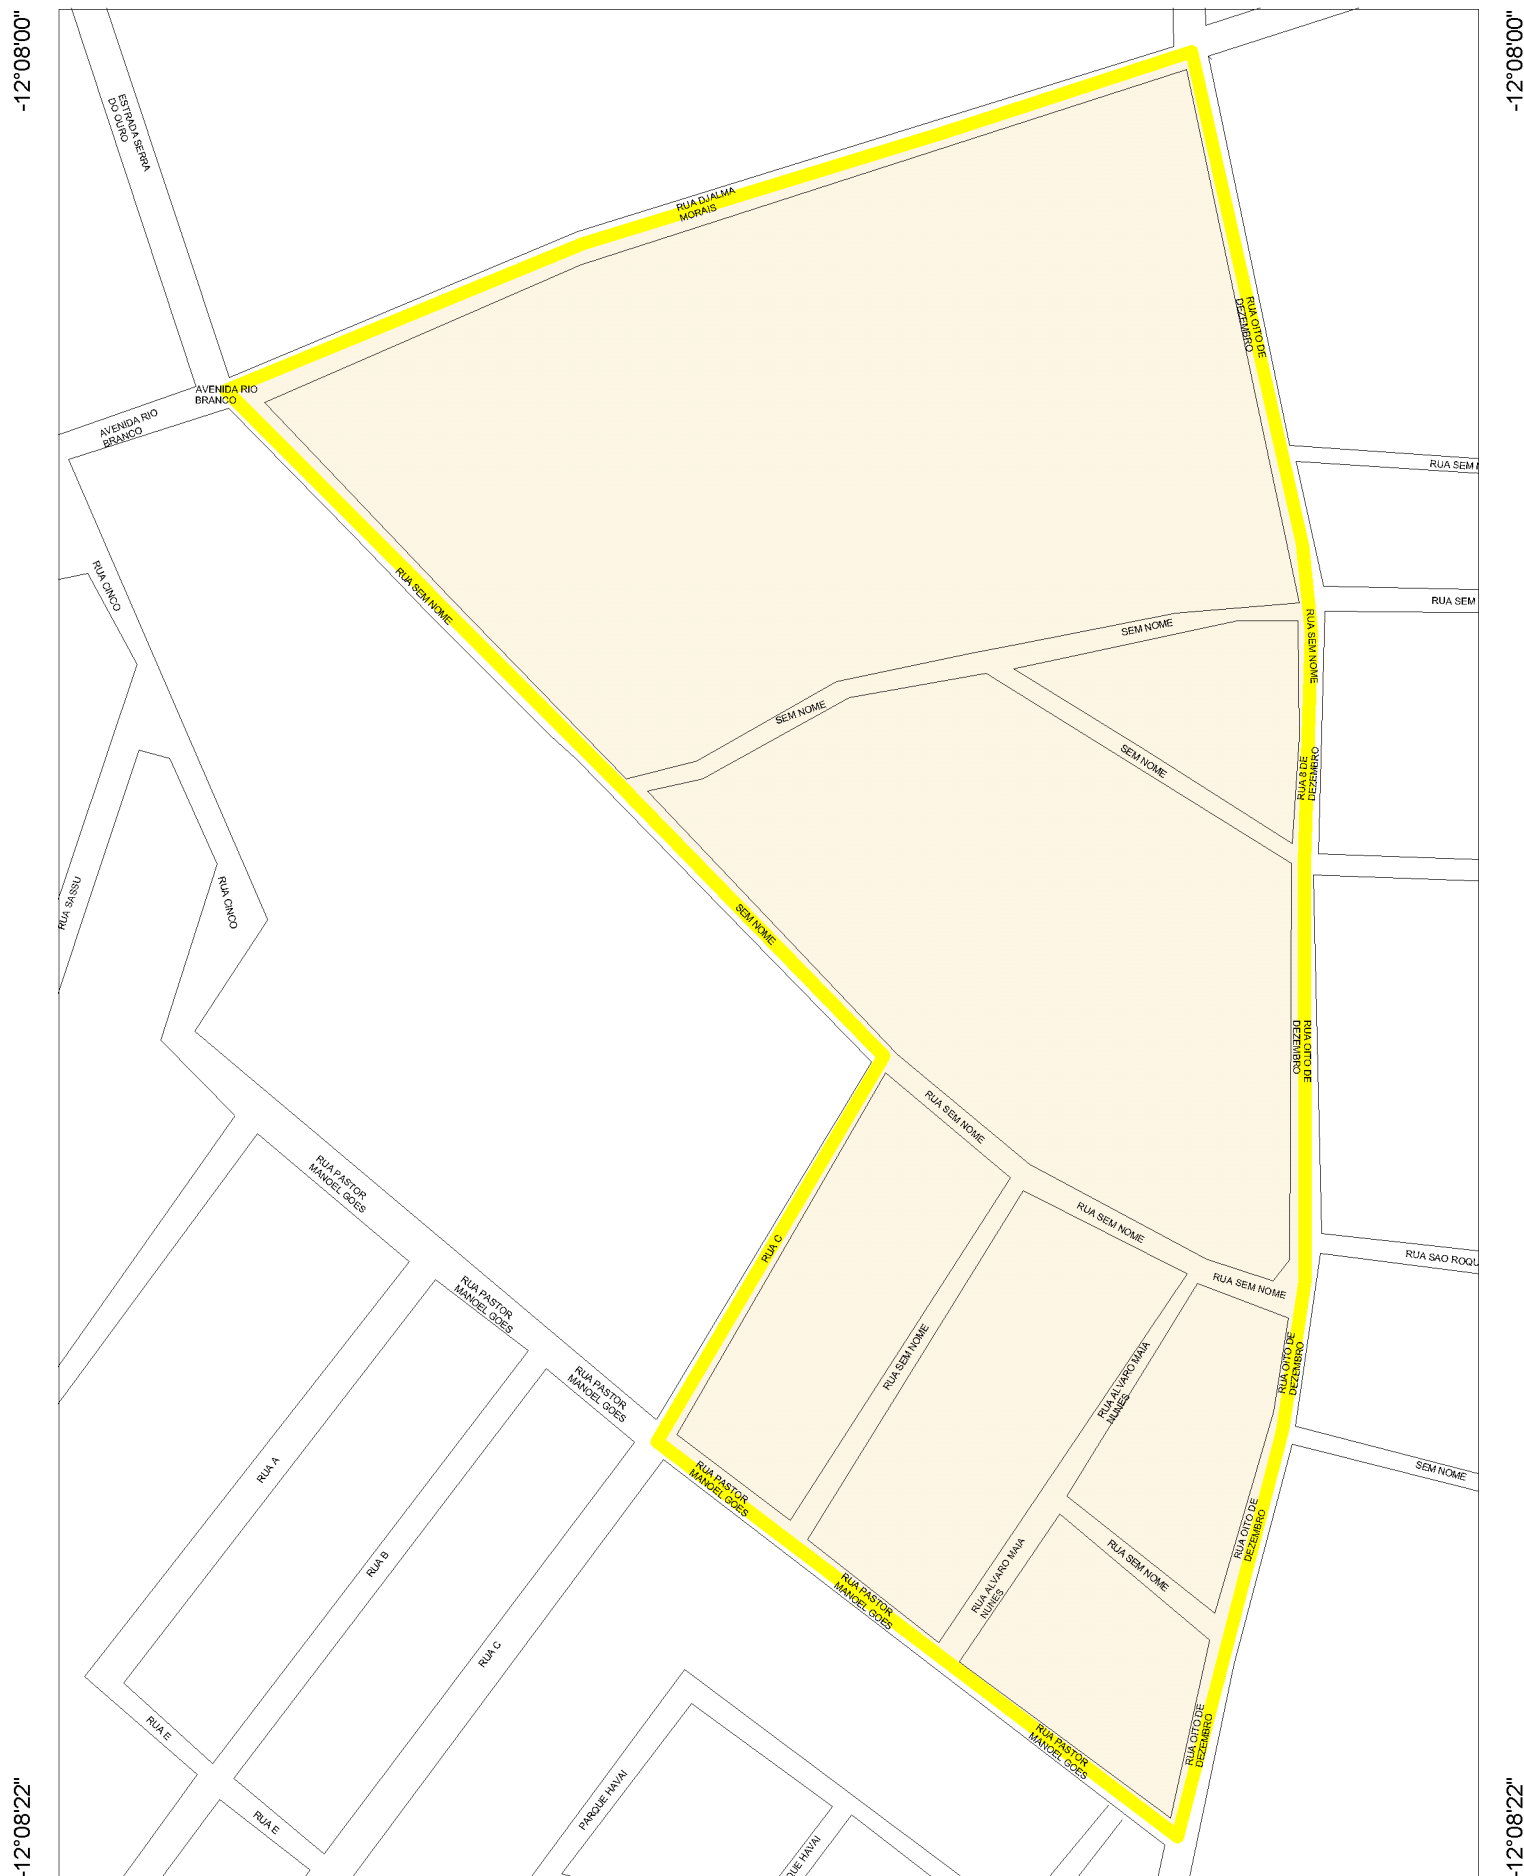 -12°08'00"
-12°08'00"
ESTRADA SERRA
DO OURO
RUA DJALMA
MORAIS
RUA OITO DE
DEZEMBRO
AVENIDA RIO
BRANCO
AVENIDA RIO
BRANCO
RUA SEM
RUA CINCO
RUA SEM NOME
RUA SEM
SEM NOME
RUA SEM NOME
SEM NOME
SEM NOME
RUA 8 DE
DEZEMBRO
RUA SASSU
RUA CINCO
SEM NOME
RUA OITO DE
DEZEMBRO
RUA SEM NOME
RUA PASTOR
MANOEL GOES
RUA C
RUA SEM NOME
RUA SAO ROQU
RUA SEM NOME
RUA PASTOR
MANOEL GOES
RUA SEM NOME
RUA ALVARO MAIA
NUNES
RUA OITO DE
DEZEMBRO
RUA PASTOR
MANOEL GOES
RUA A
RUA PASTOR
MANOEL GOES
SEM NOME
RUA OITO DE
DEZEMBRO
RUA B
RUA SEM NOME
RUA ALVARO MAIA
NUNES
RUA PASTOR
MANOEL GOES
RUA C
RUA E
RUA OITO DE
DEZEMBRO
RUA PASTOR
MANOEL GOES
PARQUE HAVAI
RUA E
QUE HAVAI
-12°08'22"
-12°08'22"